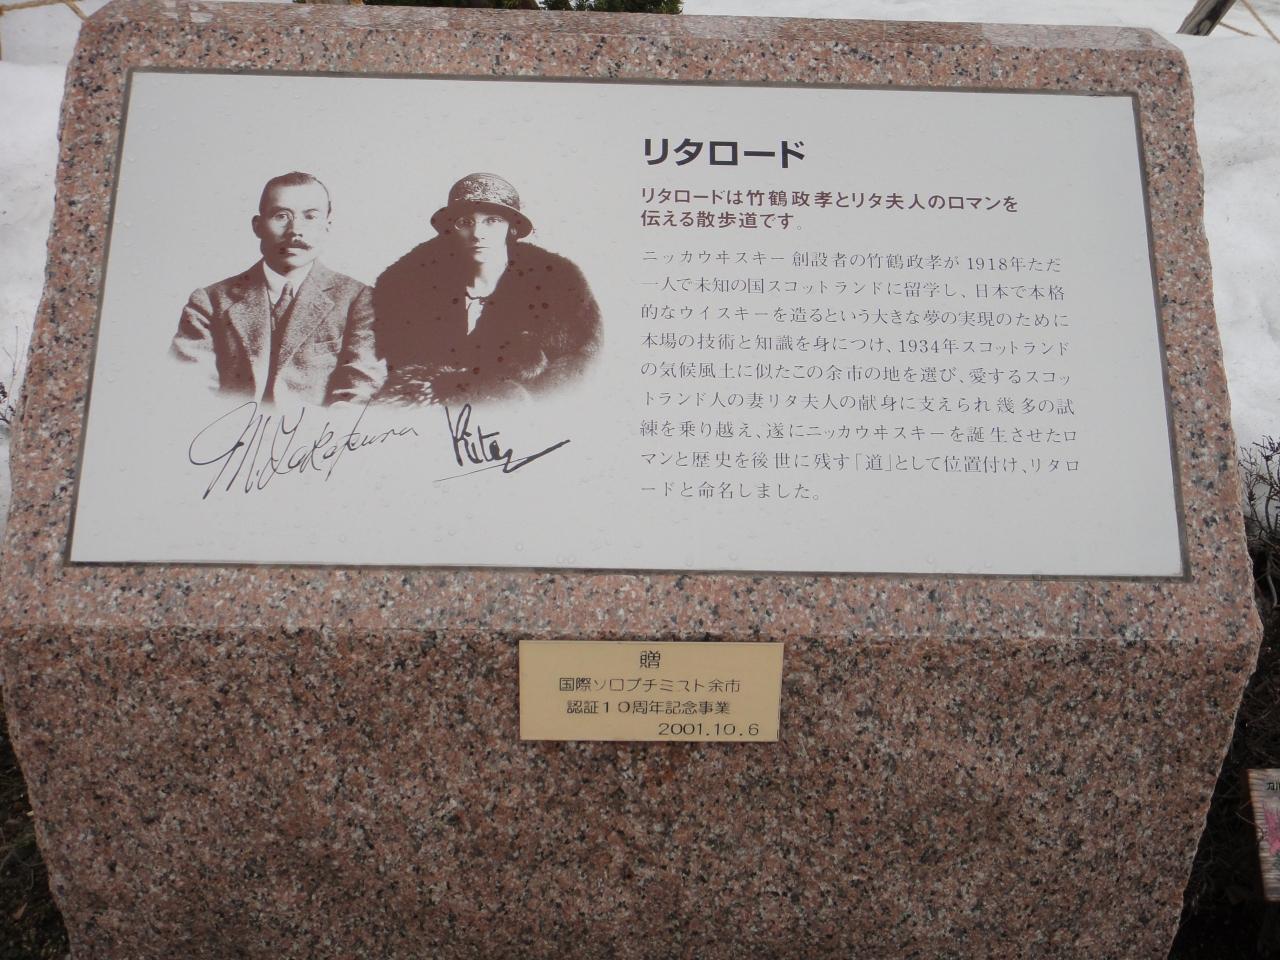 リタロード
リタロードは竹鶴政孝とリタ夫人のロマンを
伝える散歩道です。
ニッカウヰスキー創設者の竹鶴政孝が1918年ただ
一人で未知の国スコットランドに留学し、日本で本格
的なウイスキーを造るという大きな夢の実現のために
本場の技術と知識を身につけ、1934年スコットランド
の気候風土に似たこの余市の地を選び、愛するスコッ
トランド人の妻リタ夫人の献身に支えられ幾多の試
練を乗り越え、遂にニッカウヰスキーを誕生させたロ
マンと歴史を後世に残す「道」として位置付け、リタロ
ードと命名しました。
M.Taketsuru Rita
贈
国際ソロプチミスト余市
認証10周年記念事業
2001.10.6